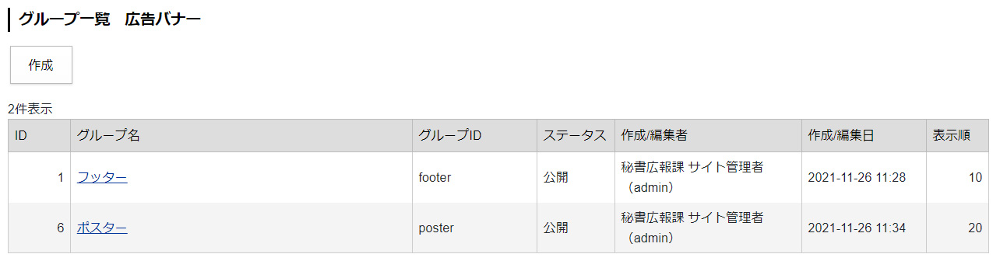 グループ一覧　広告バナー
作成
2件表示
ID グループ名 グループID ステータス 作成/編集者 作成/編集日 表示順
1 フッター footer 公開 秘書広報課 サイト管理者（admin） 2021-11-26 11:28 10
6 ポスター poster 公開 秘書広報課 サイト管理者（admin） 2021-11-26 11:34 20